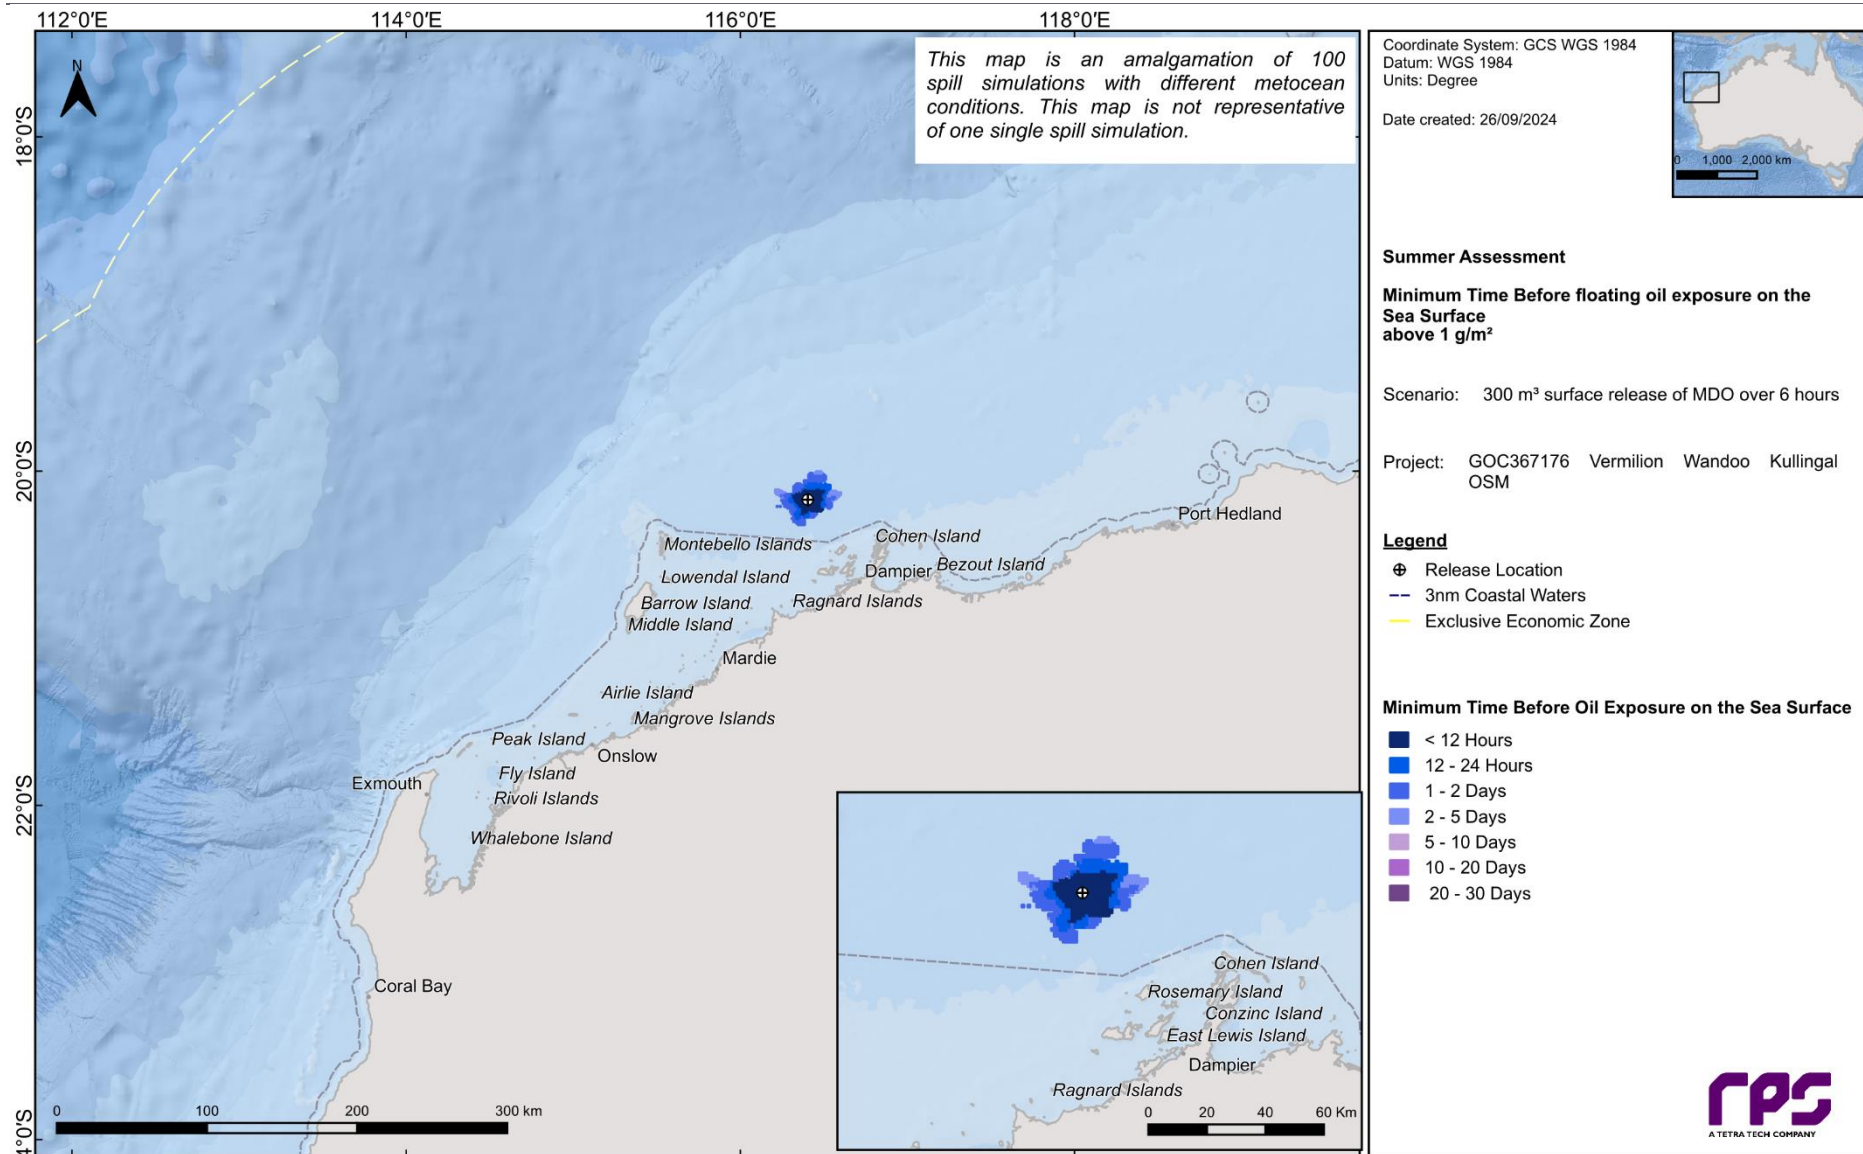 112°0'E
114°0'E
116°0'E
118°0'E
18°0'S
20°0'S
22°0'S
4°0'S
N
This map is an amalgamation of 100
spill simulations with different metocean
conditions. This map is not representative
of one single spill simulation.
Montebello Islands
Cohen Island
Port Hedland
Lowendal Island
Dampier
Bezout Island
Barrow Island
Ragnard Islands
Middle Island
Mardie
Airlie Island
Mangrove Islands
Peak Island
Onslow
Exmouth
Fly Island
Rivoli Islands
Whalebone Island
Coral Bay
0 100 200 300 km
Cohen Island
Rosemary Island
Conzinc Island
East Lewis Island
Dampier
Ragnard Islands
0 20 40 60 Km
Coordinate System: GCS WGS 1984
Datum: WGS 1984
Units: Degree
Date created: 26/09/2024
0 1,000 2,000 km
Summer Assessment
Minimum Time Before floating oil exposure on the
Sea Surface
above 1 g/m²
Scenario: 300 m³ surface release of MDO over 6 hours
Project: GOC367176 Vermilion Wandoo Kullingal
OSM
Legend
Release Location
3nm Coastal Waters
Exclusive Economic Zone
Minimum Time Before Oil Exposure on the Sea Surface
< 12 Hours
12 - 24 Hours
1 - 2 Days
2 - 5 Days
5 - 10 Days
10 - 20 Days
20 - 30 Days
rps
A TETRA TECH COMPANY